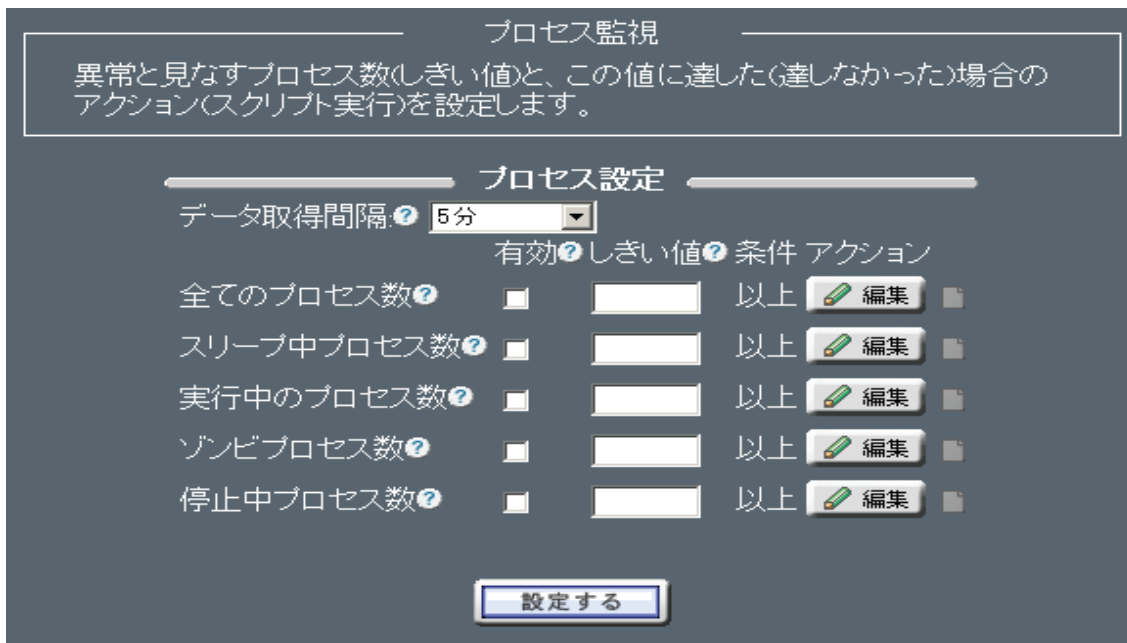 プロセス監視
異常と見なすプロセス数(しきい値)と、この値に達した(達しなかった)場合の
アクション(スクリプト実行)を設定します。
プロセス設定
データ取得間隔:? 5分
有効? しきい値? 条件 アクション
全てのプロセス数? 以上 編集
スリープ中プロセス数? 以上 編集
実行中のプロセス数? 以上 編集
ゾンビプロセス数? 以上 編集
停止中プロセス数? 以上 編集
設定する